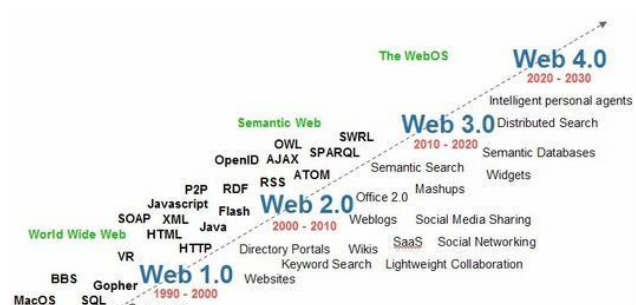 The WebOS
Web 4.0
2020 - 2030
Intelligent personal agents
Semantic Web
SWRL
Web 3.0
Distributed Search
2010 - 2020
OWL
OpenID AJAX SPARQL
Semantic Databases
ATOM
Semantic Search
Widgets
P2P RDF RSS
Mashups
Office 2.0
Javascript
Flash
Web 2.0
2000 - 2010
SOAP XML
Java
Weblogs
Social Media Sharing
World Wide Web
HTML
HTTP
Directory Portals
Wikis
SaaS
Social Networking
VR
Keyword Search
Lightweight Collaboration
BBS
Gopher
Web 1.0
Websites
1990 - 2000
MacOS
SQL